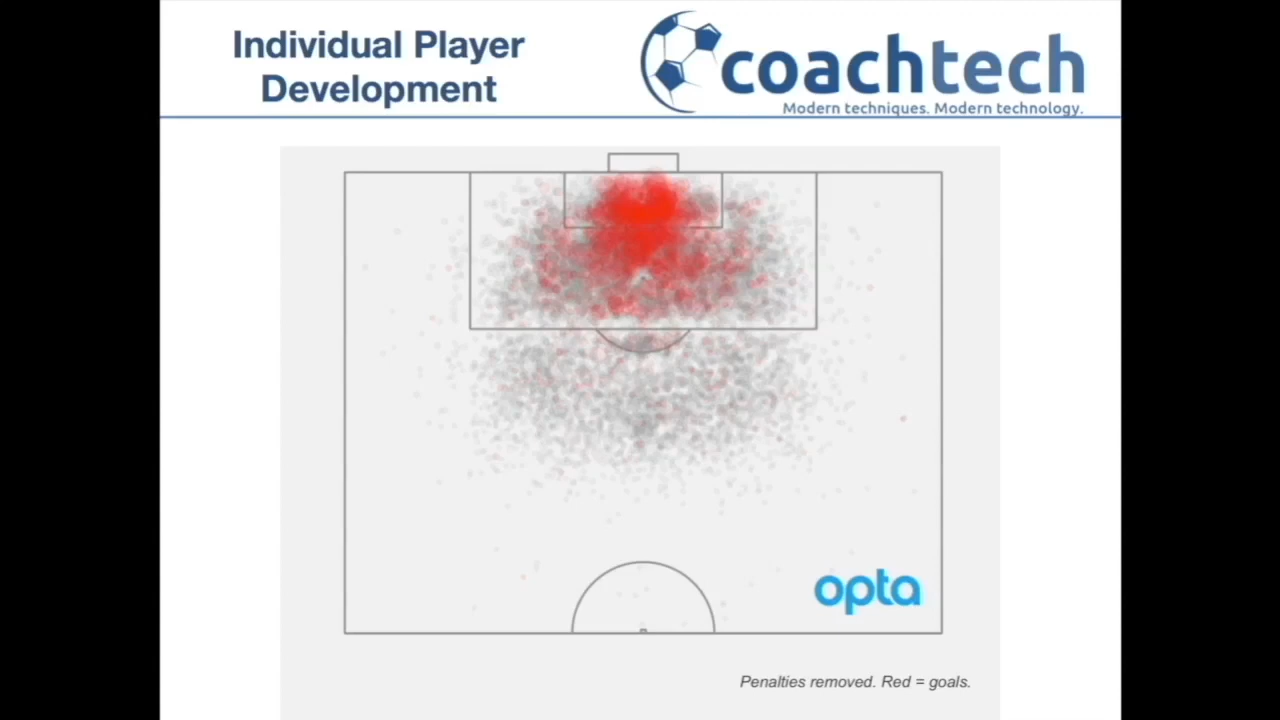 Individual Player
Development
coachtech
Modern techniques. Modern technology.
opta
Penalties removed. Red = goals.